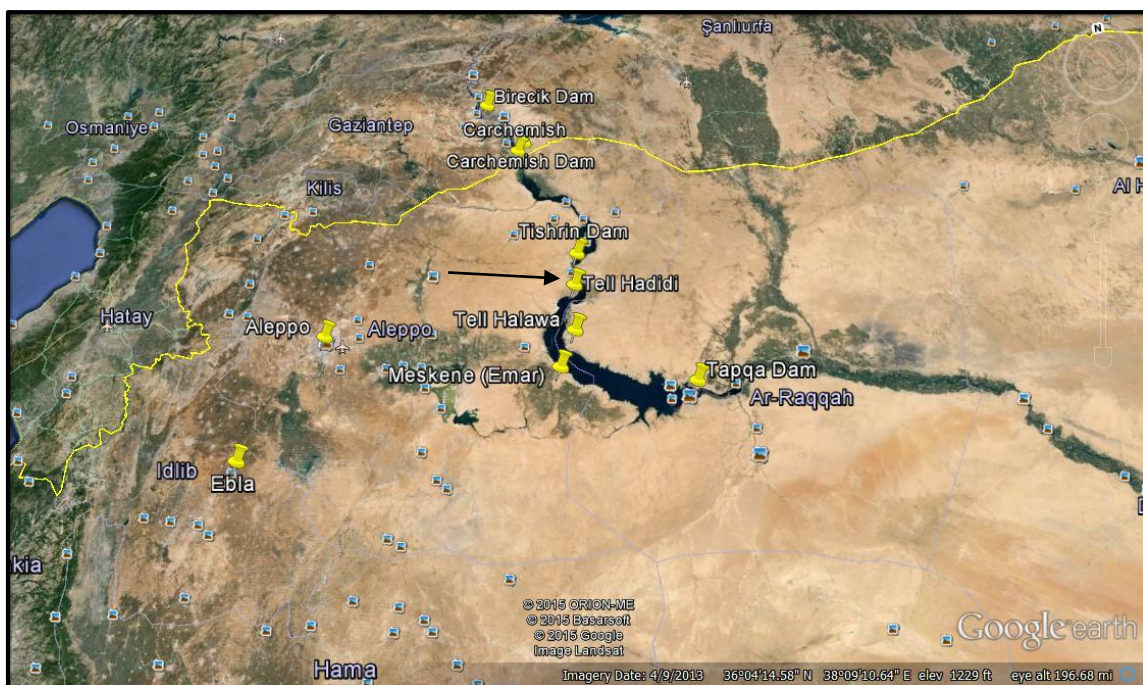 Şanlıurfa
N
Birecik Dam
Osmaniye
Gaziantep
Carchemish
Carchemish Dam
Al H
Kilis
Tishrin Dam
Tell Hadidi
Hatay
Aleppo
Aleppo
Tell Halawa
Meskene (Emar)
Tapqa Dam
Ar-Raqqah
Idlib
Ebla
D
kia
© 2015 ORION-ME
© 2015 Basarsoft
© 2015 Google
Image Landsat
Google earth
Hama
Imagery Date: 4/9/2013 36°04'14.58" N 38°09'10.64" E elev 1229 ft eye alt 196.68 mi